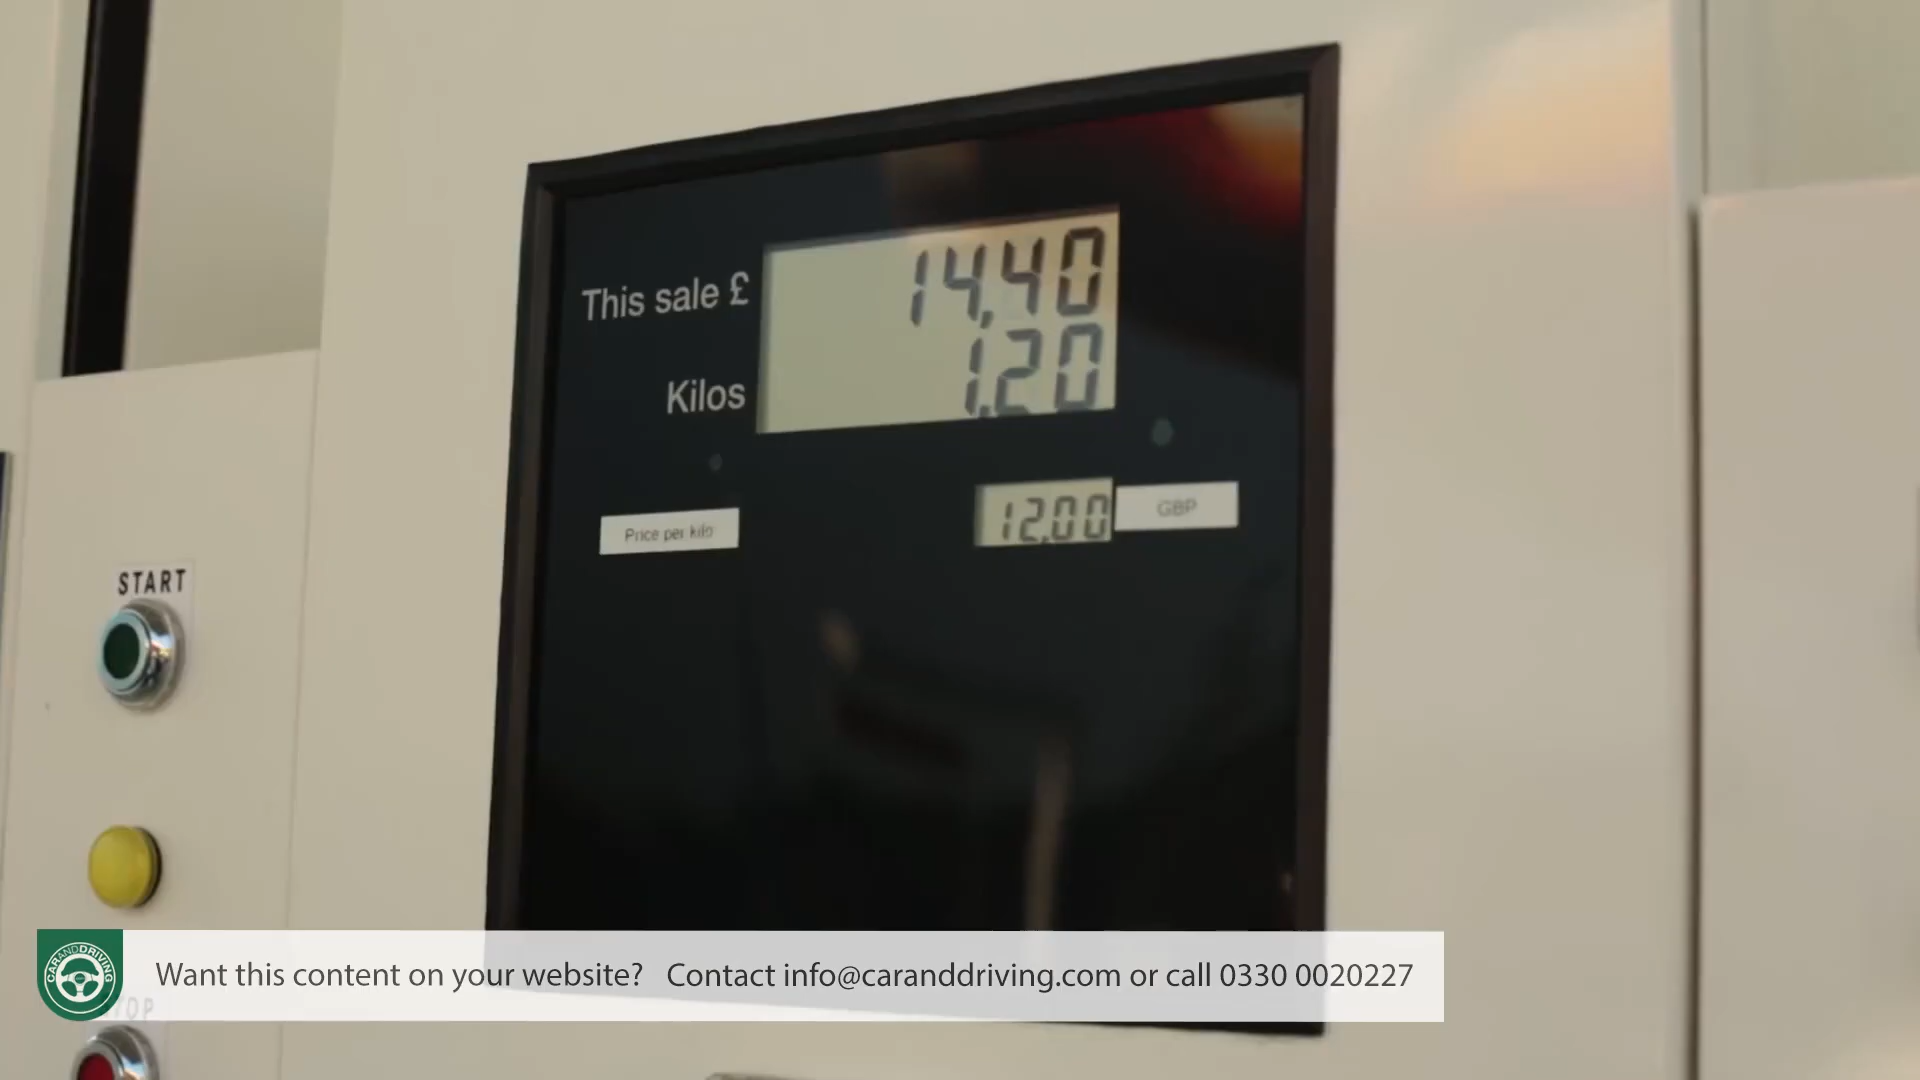 This sale £ 14,40
Kilos 1,20
Price per kilo 12,00 GBP
START
CARANDDRIVING
Want this content on your website? Contact info@caranddriving.com or call 0330 0020227